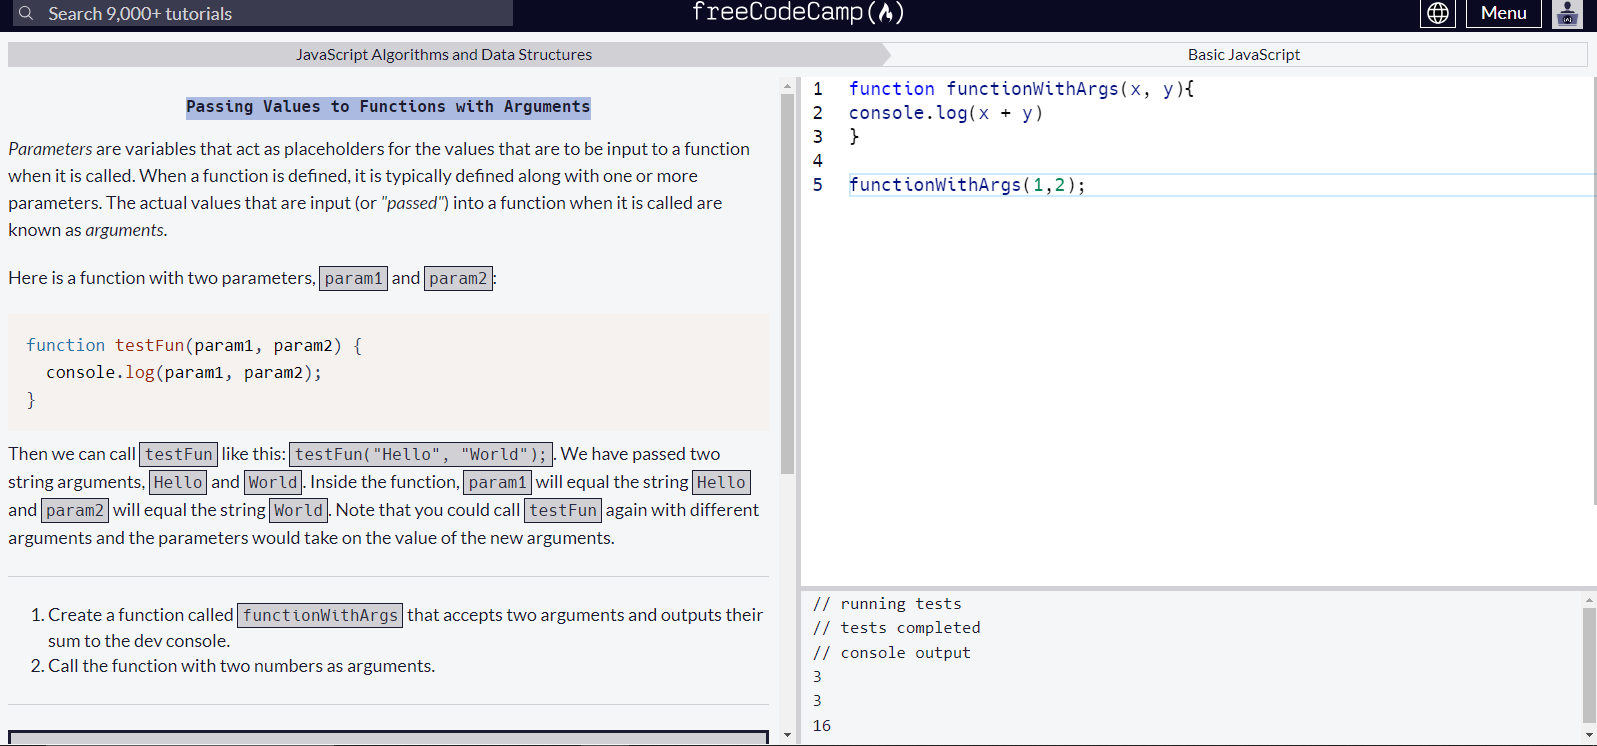 Search 9,000+ tutorials
freeCodeCamp(🔥)
Menu
JavaScript Algorithms and Data Structures
Basic JavaScript
Passing Values to Functions with Arguments
Parameters are variables that act as placeholders for the values that are to be input to a function
when it is called. When a function is defined, it is typically defined along with one or more
parameters. The actual values that are input (or "passed") into a function when it is called are
known as arguments.
Here is a function with two parameters, param1 and param2:
function testFun(param1, param2) {
  console.log(param1, param2);
}
Then we can call testFun like this: testFun("Hello", "World");. We have passed two
string arguments, Hello and World. Inside the function, param1 will equal the string Hello
and param2 will equal the string World. Note that you could call testFun again with different
arguments and the parameters would take on the value of the new arguments.
1. Create a function called functionWithArgs that accepts two arguments and outputs their
sum to the dev console.
2. Call the function with two numbers as arguments.
1 function functionWithArgs(x, y){
2 console.log(x + y)
3 }
4
5 functionWithArgs(1,2);
// running tests
// tests completed
// console output
3
3
16